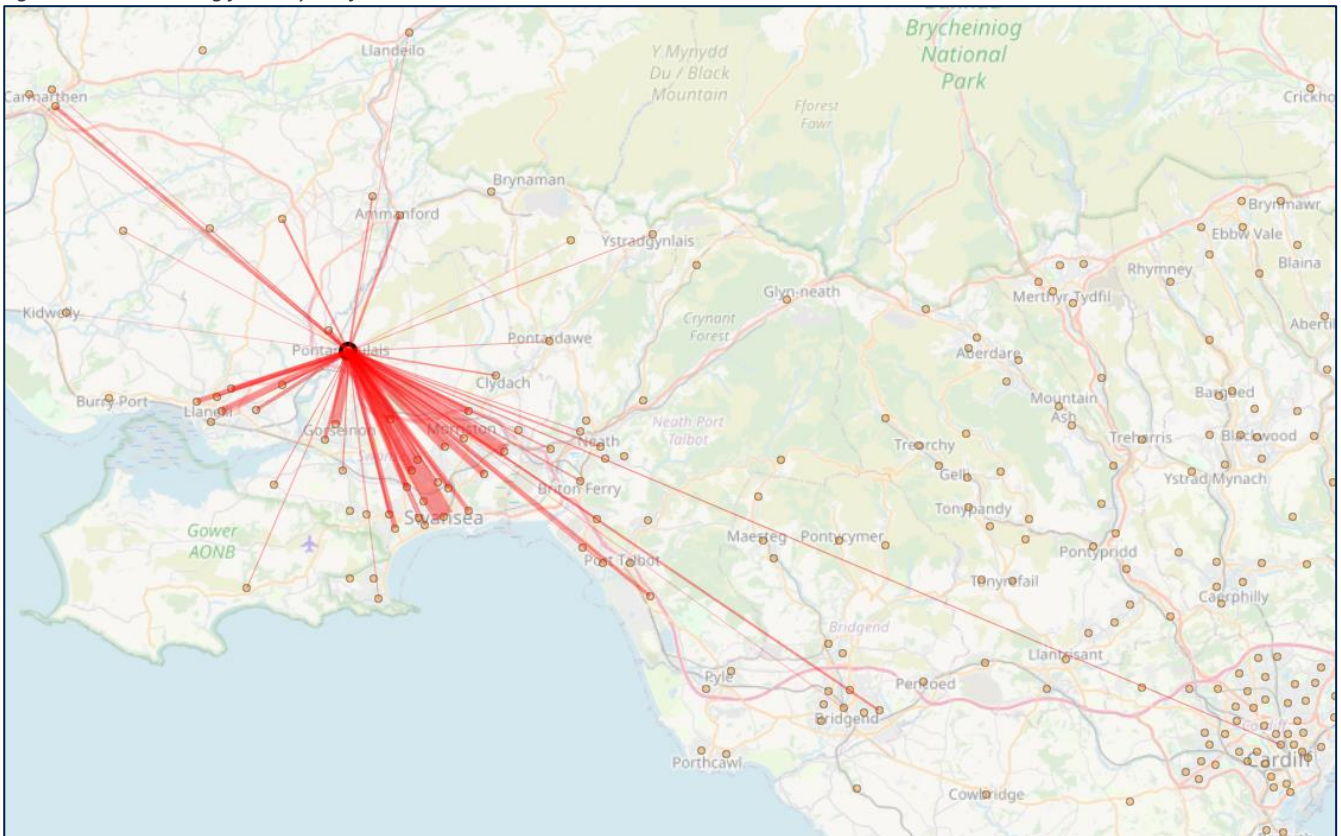 Brycheiniog
National
Park
Llandeilo
Y Mynydd
Du / Black
Mountain
Carmarthen
Fforest
Fawr
Brynaman
Ammanford
Brynmawr
Ystradgynlais
Ebbw Vale
Blaina
Rhymney
Glyn-neath
Merthyr Tydfil
Kidwelly
Crynant
Forest
Pontardawe
Aberdare
Clydach
Burry Port
Llanelli
Mountain
Ash
Bargoed
Gorseinon
Morriston
Neath
Neath Port
Talbot
Treorchy
Treharris
Blackwood
Gelli
Ystrad Mynach
Briton Ferry
Tonypandy
Swansea
Gower
AONB
Maesteg
Pontycymer
Pontypridd
Port Talbot
Tonyrefail
Caerphilly
Bridgend
Llantrisant
Pyle
Pencoed
Bridgend
Cardiff
Porthcawl
Cardiff
Cowbridge